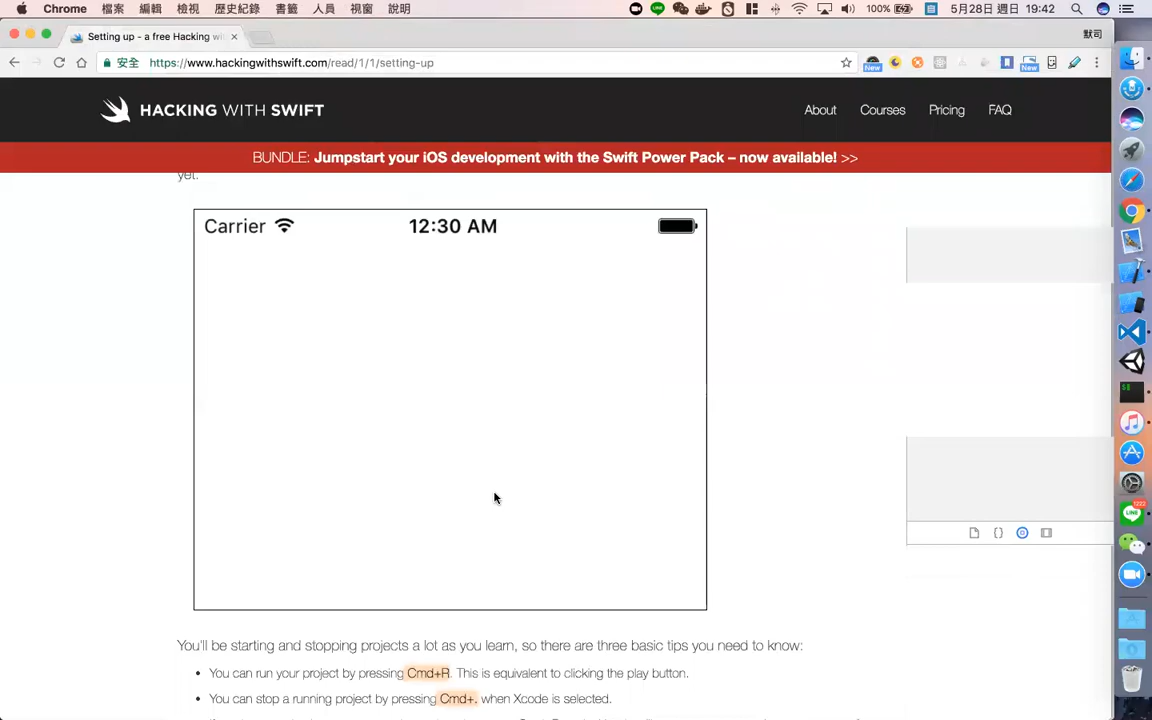 Chrome 檔案 編輯 檢視 歷史紀錄 書籤 人員 視窗 說明 100% 5月28日 週日 19:42
Setting up - a free Hacking wi
默司
安全 https://www.hackingwithswift.com/read/1/1/setting-up
New
New
HACKING WITH SWIFT About Courses Pricing FAQ
BUNDLE: Jumpstart your iOS development with the Swift Power Pack – now available! >>
yet.
Carrier 12:30 AM
You'll be starting and stopping projects a lot as you learn, so there are three basic tips you need to know:
• You can run your project by pressing Cmd+R. This is equivalent to clicking the play button.
• You can stop a running project by pressing Cmd+. when Xcode is selected.